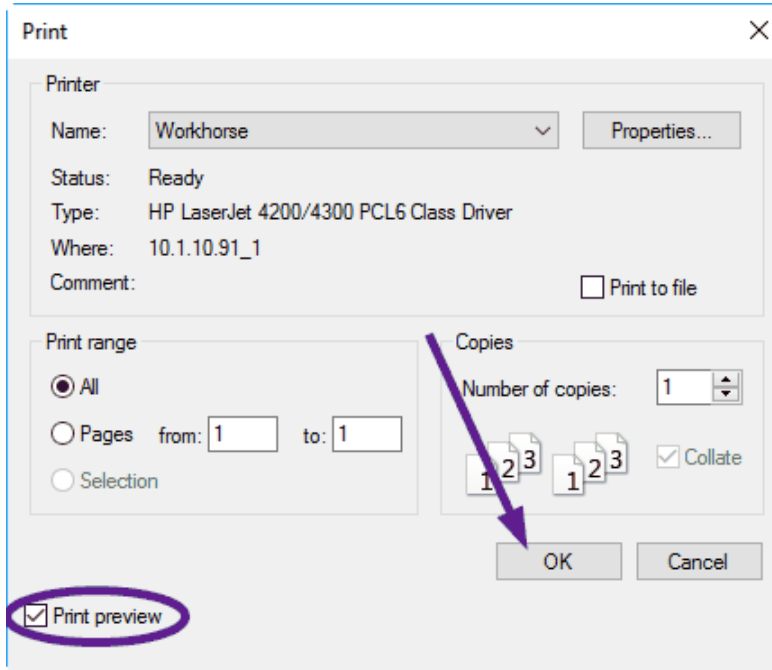 Print
Printer
Name: Workhorse Properties...
Status: Ready
Type: HP LaserJet 4200/4300 PCL6 Class Driver
Where: 10.1.10.91_1
Comment:
Print to file
Print range
All
Pages from: 1 to: 1
Selection
Copies
Number of copies: 1
1 2 3 1 2 3
Collate
OK Cancel
Print preview